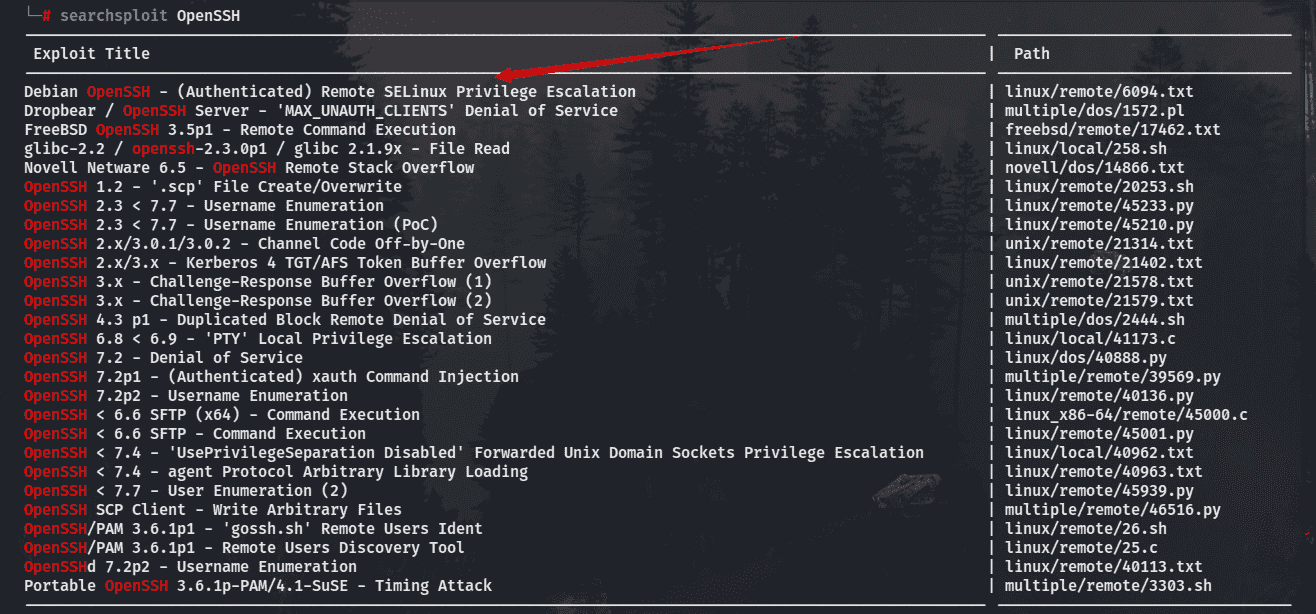 └─# searchsploit OpenSSH
Exploit Title | Path
Debian OpenSSH - (Authenticated) Remote SELinux Privilege Escalation | linux/remote/6094.txt
Dropbear / OpenSSH Server - 'MAX_UNAUTH_CLIENTS' Denial of Service | multiple/dos/1572.pl
FreeBSD OpenSSH 3.5p1 - Remote Command Execution | freebsd/remote/17462.txt
glibc-2.2 / openssh-2.3.0p1 / glibc 2.1.9x - File Read | linux/local/258.sh
Novell Netware 6.5 - OpenSSH Remote Stack Overflow | novell/dos/14866.txt
OpenSSH 1.2 - '.scp' File Create/Overwrite | linux/remote/20253.sh
OpenSSH 2.3 < 7.7 - Username Enumeration | linux/remote/45233.py
OpenSSH 2.3 < 7.7 - Username Enumeration (PoC) | linux/remote/45210.py
OpenSSH 2.x/3.0.1/3.0.2 - Channel Code Off-by-One | unix/remote/21314.txt
OpenSSH 2.x/3.x - Kerberos 4 TGT/AFS Token Buffer Overflow | linux/remote/21402.txt
OpenSSH 3.x - Challenge-Response Buffer Overflow (1) | unix/remote/21578.txt
OpenSSH 3.x - Challenge-Response Buffer Overflow (2) | unix/remote/21579.txt
OpenSSH 4.3 p1 - Duplicated Block Remote Denial of Service | multiple/dos/2444.sh
OpenSSH 6.8 < 6.9 - 'PTY' Local Privilege Escalation | linux/local/41173.c
OpenSSH 7.2 - Denial of Service | linux/dos/40888.py
OpenSSH 7.2p1 - (Authenticated) xauth Command Injection | multiple/remote/39569.py
OpenSSH 7.2p2 - Username Enumeration | linux/remote/40136.py
OpenSSH < 6.6 SFTP (x64) - Command Execution | linux_x86-64/remote/45000.c
OpenSSH < 6.6 SFTP - Command Execution | linux/remote/45001.py
OpenSSH < 7.4 - 'UsePrivilegeSeparation Disabled' Forwarded Unix Domain Sockets Privilege Escalation | linux/local/40962.txt
OpenSSH < 7.4 - agent Protocol Arbitrary Library Loading | linux/remote/40963.txt
OpenSSH < 7.7 - User Enumeration (2) | linux/remote/45939.py
OpenSSH SCP Client - Write Arbitrary Files | multiple/remote/46516.py
OpenSSH/PAM 3.6.1p1 - 'gossh.sh' Remote Users Ident | linux/remote/26.sh
OpenSSH/PAM 3.6.1p1 - Remote Users Discovery Tool | linux/remote/25.c
OpenSSHd 7.2p2 - Username Enumeration | linux/remote/40113.txt
Portable OpenSSH 3.6.1p-PAM/4.1-SuSE - Timing Attack | multiple/remote/3303.sh